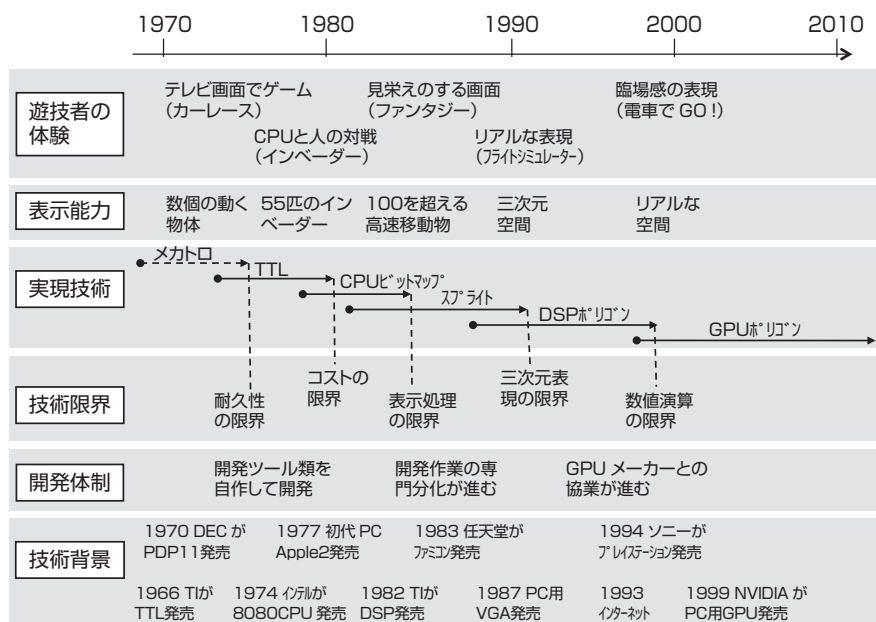 1970 1980 1990 2000 2010
遊技者の
体験
テレビ画面でゲーム
(カーレース)
見栄えのする画面
(ファンタジー)
臨場感の表現
(電車で GO !)
CPUと人の対戦
(インベーダー)
リアルな表現
(フライトシミュレーター)
表示能力
数個の動く
物体
55匹のイン
ベーダー
100を超える
高速移動物
三次元
空間
リアルな
空間
実現技術
メカトロ
TTL
CPUビットマップ
スプライト
DSPポリゴン
GPUポリゴン
技術限界
耐久性
の限界
コストの
限界
表示処理
の限界
三次元表
現の限界
数値演算
の限界
開発体制
開発ツール類を
自作して開発
開発作業の専
門分化が進む
GPU メーカーとの
協業が進む
技術背景
1970 DEC が
PDP11発売
1977 初代 PC
Apple2発売
1983 任天堂が
ファミコン発売
1994 ソニーが
プレイステーション発売
1966 TIが
TTL発売
1974 インテルが
8080CPU 発売
1982 TIが
DSP発売
1987 PC用
VGA発売
1993
インターネット
1999 NVIDIA が
PC用GPU発売